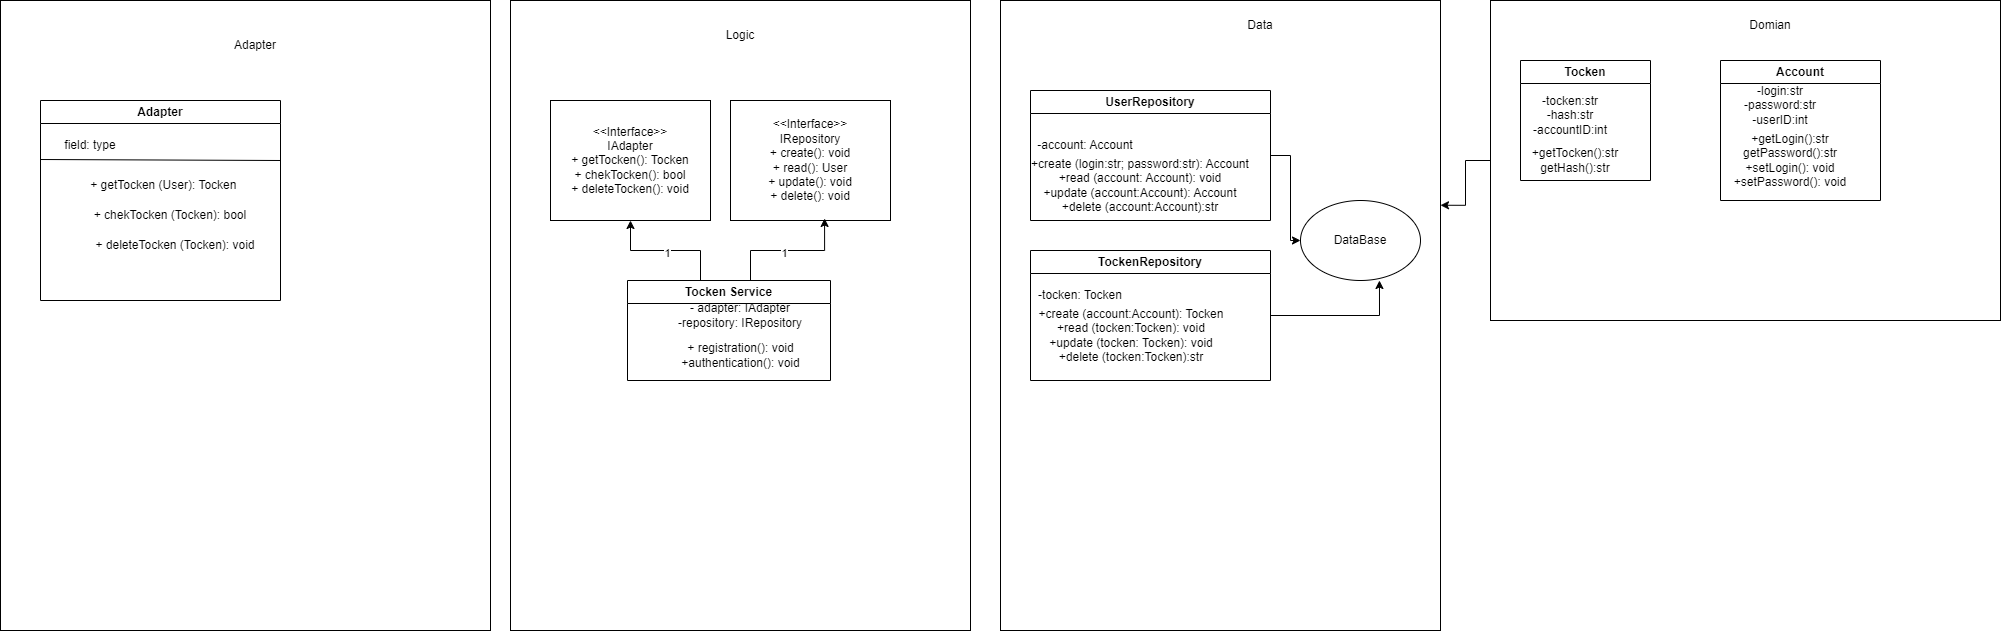 Adapter
Adapter
field: type
+ getTocken (User): Tocken
+ chekTocken (Tocken): bool
+ deleteTocken (Tocken): void
Logic
<<Interface>>
IAdapter
+ getTocken(): Tocken
+ chekTocken(): bool
+ deleteTocken(): void
<<Interface>>
IRepository
+ create(): void
+ read(): User
+ update(): void
+ delete(): void
1
1
Tocken Service
- adapter: IAdapter
-repository: IRepository
+ registration(): void
+authentication(): void
Data
UserRepository
-account: Account
+create (login:str; password:str): Account
+read (account: Account): void
+update (account:Account): Account
+delete (account:Account):str
DataBase
TockenRepository
-tocken: Tocken
+create (account:Account): Tocken
+read (tocken:Tocken): void
+update (tocken: Tocken): void
+delete (tocken:Tocken):str
Domian
Tocken
-tocken:str
-hash:str
-accountID:int
+getTocken():str
getHash():str
Account
-login:str
-password:str
-userID:int
+getLogin():str
getPassword():str
+setLogin(): void
+setPassword(): void